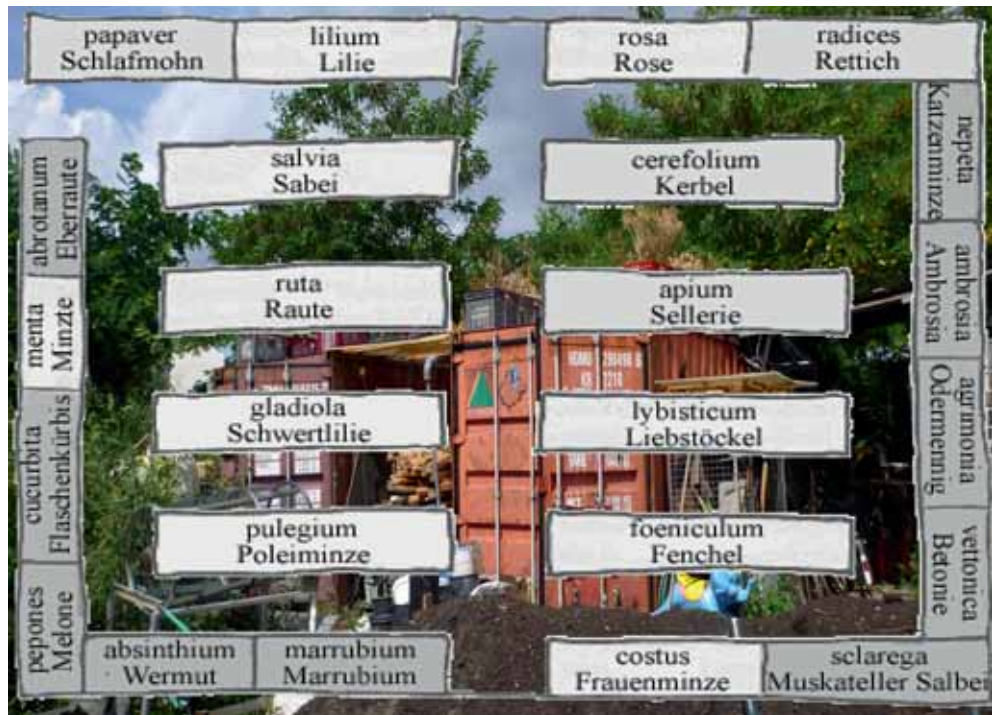 papaver
Schlafmohn
lilium
Lilie
rosa
Rose
radices
Rettich
abrotanum
Eberraute
menta
Minzte
cucurbita
Flaschenkürbis
pepones
Melone
salvia
Sabei
ruta
Raute
gladiola
Schwertlilie
pulegium
Poleiminze
cerefolium
Kerbel
apium
Sellerie
lybisticum
Liebstöckel
foeniculum
Fenchel
nepeta
Katzenminze
ambrosia
Ambrosia
agrimonia
Odermennig
vettonica
Betonie
absinthium
Wermut
marrubium
Marrubium
costus
Frauenminze
sclarega
Muskateller Salbei